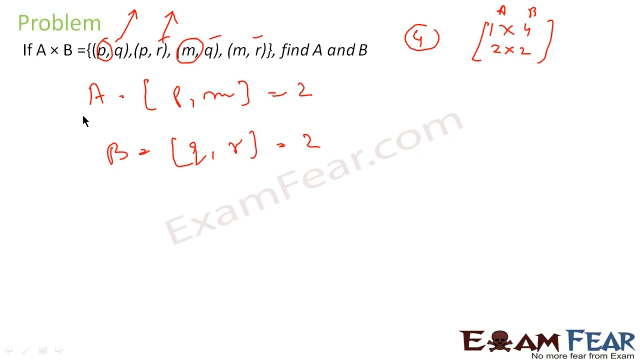 Problem
If A × B ={(p, q),(p, r), (m, q), (m, r)}, find A and B
4
A B
1 × 4
2 × 2
A = [ p, m ] = 2
B = [ q, r ] = 2
ExamFear.com
EXAM FEAR
No more fear from Exam